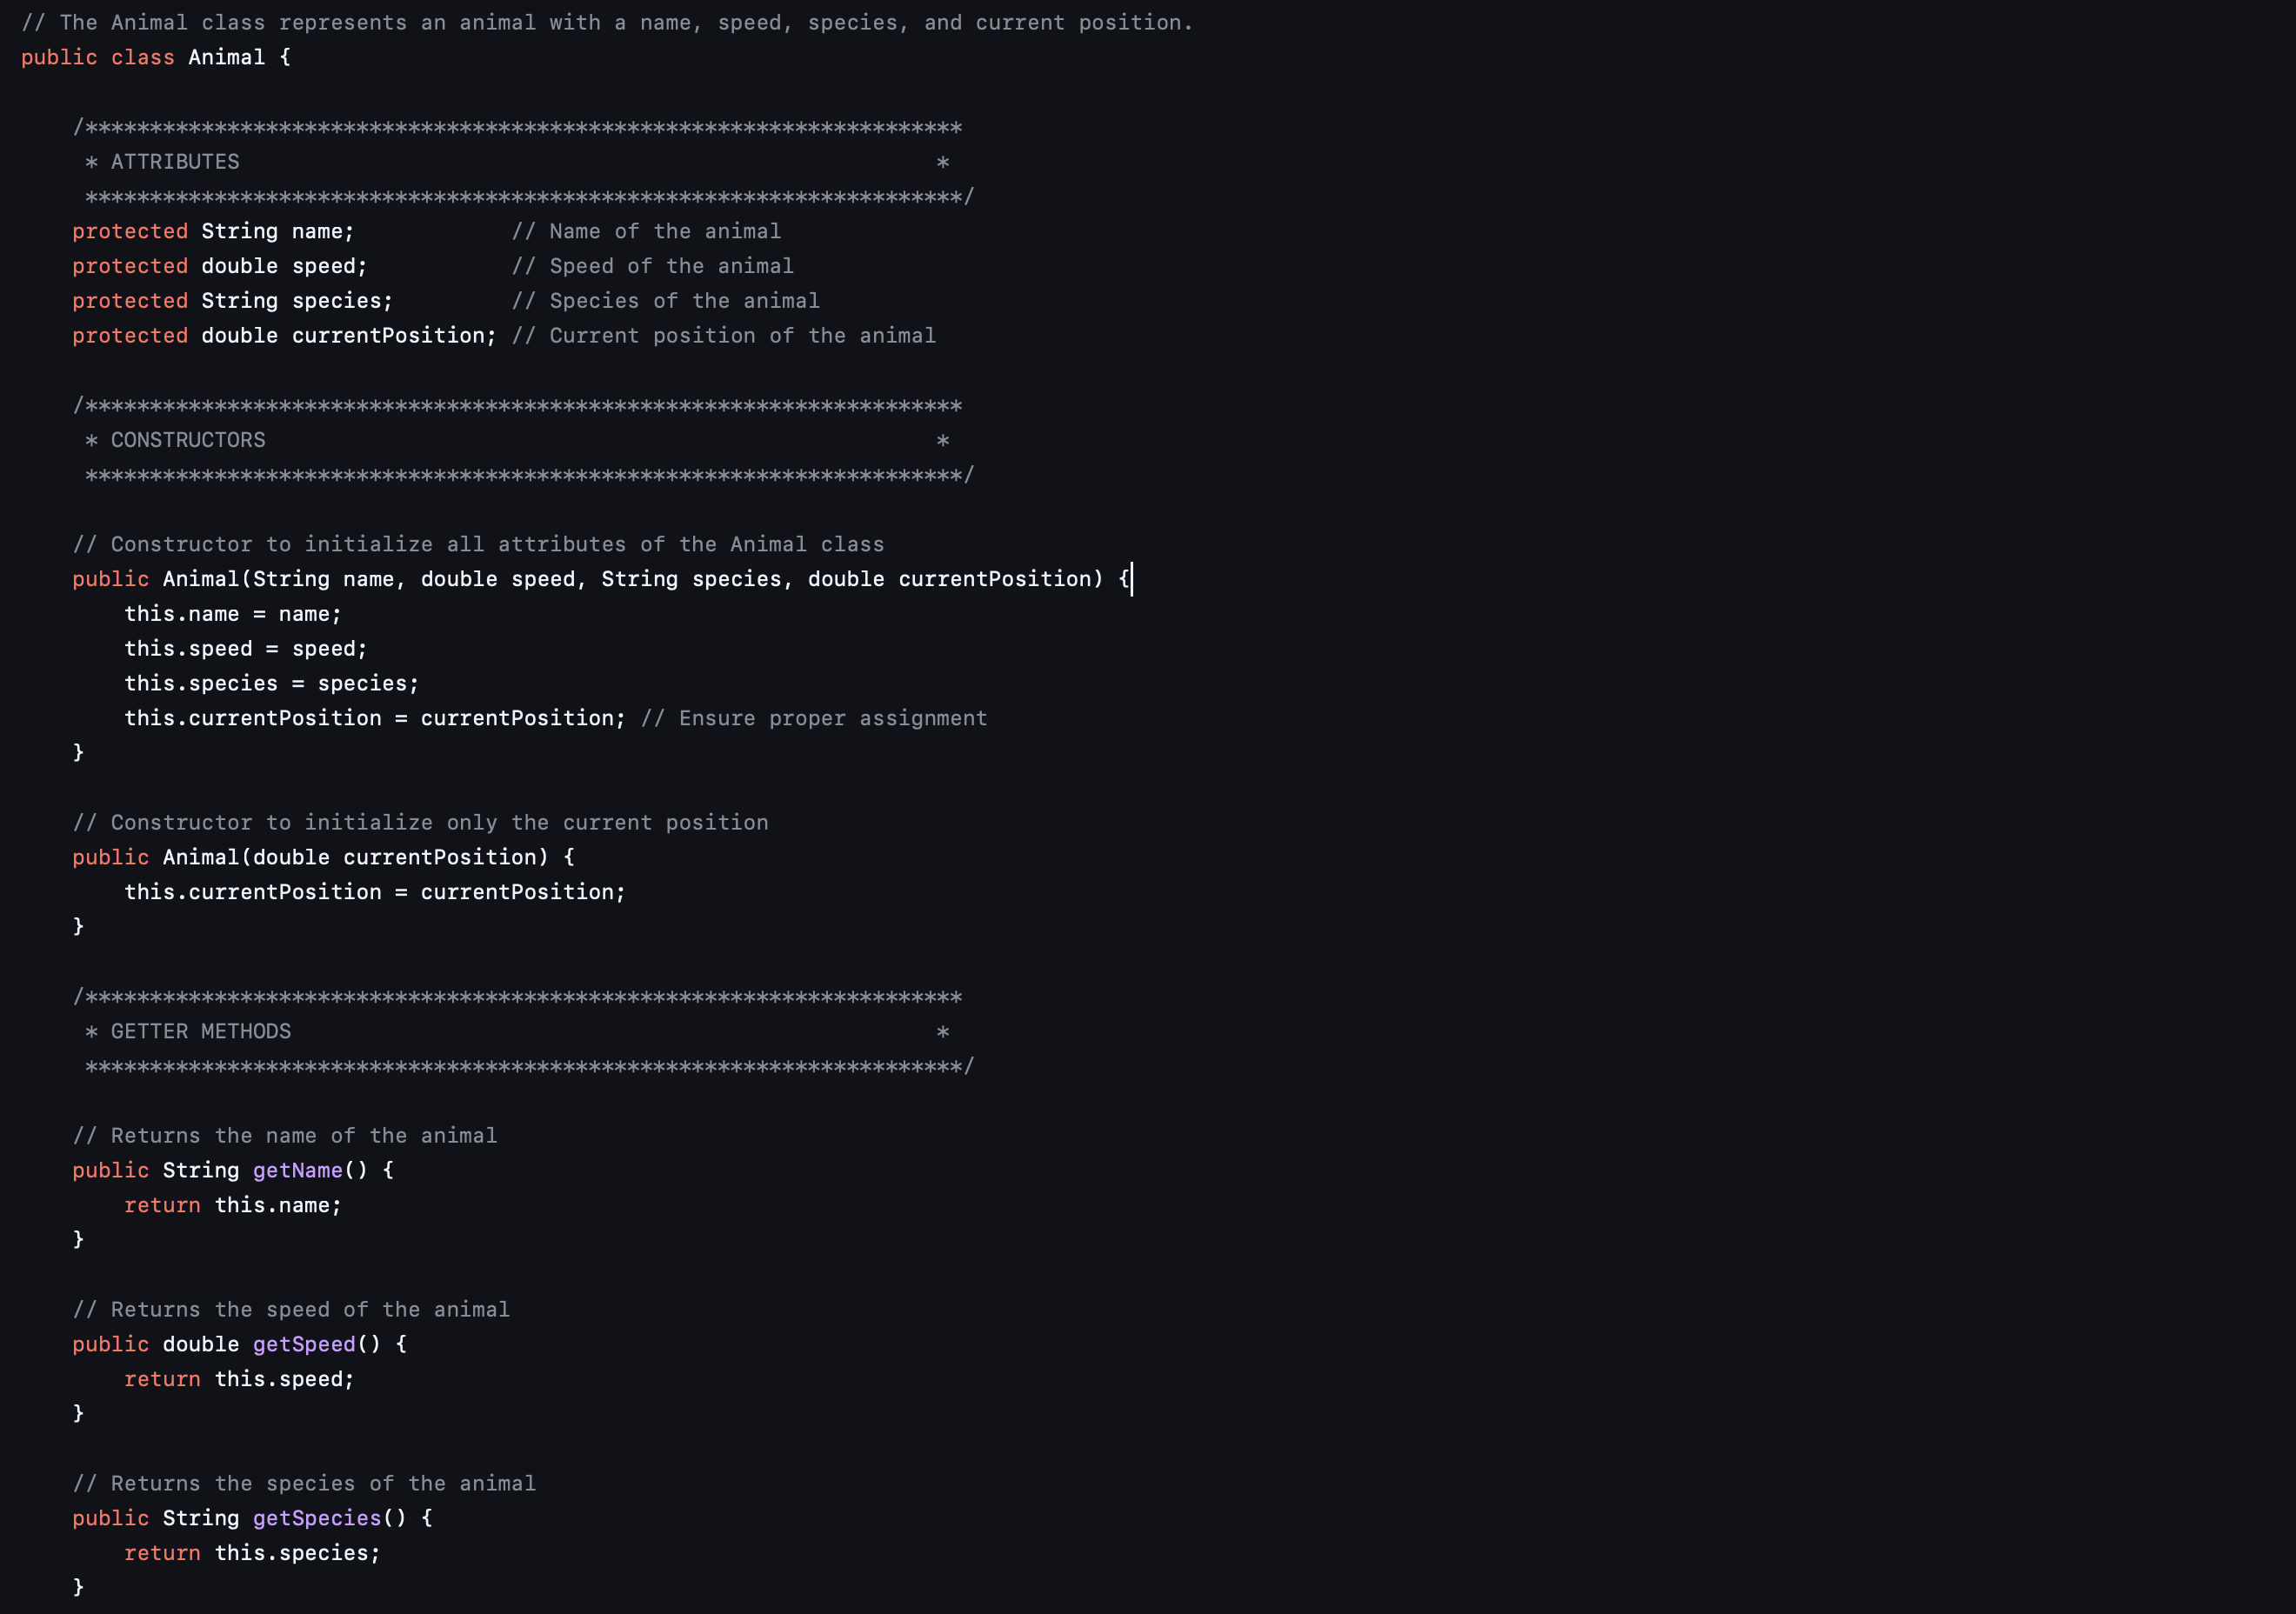 // The Animal class represents an animal with a name, speed, species, and current position.
public class Animal {
/********************************************************************
* ATTRIBUTES *
********************************************************************/
protected String name; // Name of the animal
protected double speed; // Speed of the animal
protected String species; // Species of the animal
protected double currentPosition; // Current position of the animal
/********************************************************************
* CONSTRUCTORS *
********************************************************************/
// Constructor to initialize all attributes of the Animal class
public Animal(String name, double speed, String species, double currentPosition) {
this.name = name;
this.speed = speed;
this.species = species;
this.currentPosition = currentPosition; // Ensure proper assignment
}
// Constructor to initialize only the current position
public Animal(double currentPosition) {
this.currentPosition = currentPosition;
}
/********************************************************************
* GETTER METHODS *
********************************************************************/
// Returns the name of the animal
public String getName() {
return this.name;
}
// Returns the speed of the animal
public double getSpeed() {
return this.speed;
}
// Returns the species of the animal
public String getSpecies() {
return this.species;
}